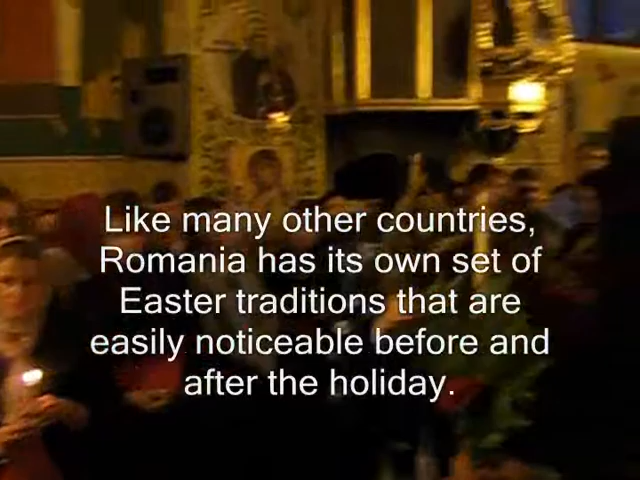 Like many other countries,
Romania has its own set of
Easter traditions that are
easily noticeable before and
after the holiday.